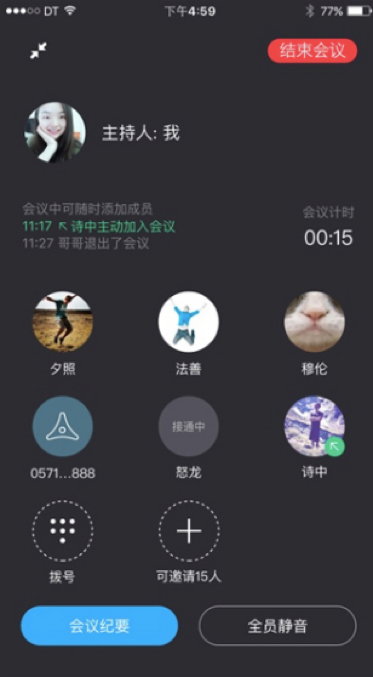 DT 下午4:59 77%
结束会议
主持人: 我
会议中可随时添加成员
会议计时
11:17 诗中主动加入会议
00:15
11:27 哥哥退出了会议
夕照 法善 穆伦
接通中
0571...888 怒龙 诗中
拨号 可邀请15人
会议纪要 全员静音